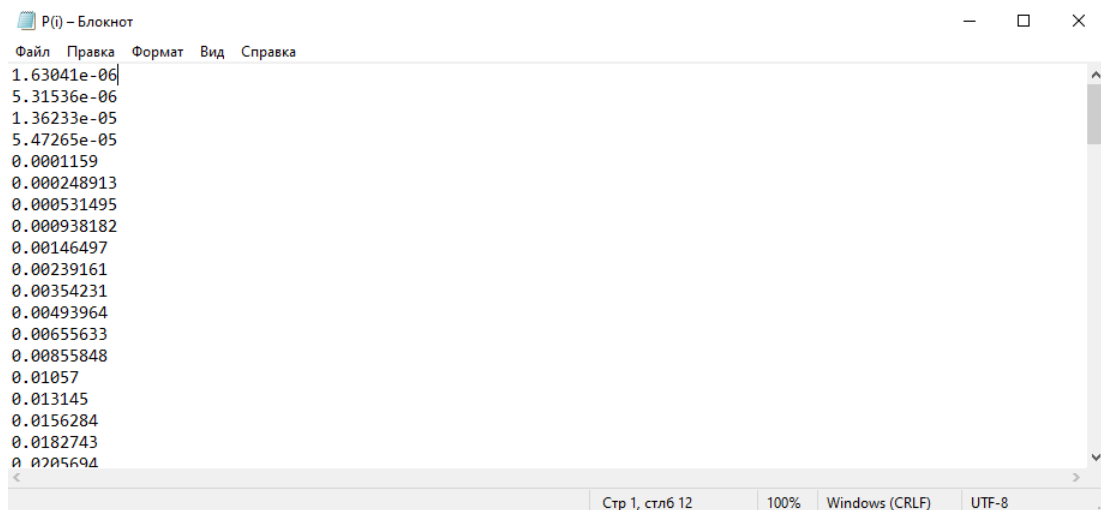 P(i) – Блокнот
Файл Правка Формат Вид Справка
1.63041e-06
5.31536e-06
1.36233e-05
5.47265e-05
0.0001159
0.000248913
0.000531495
0.000938182
0.00146497
0.00239161
0.00354231
0.00493964
0.00655633
0.00855848
0.01057
0.013145
0.0156284
0.0182743
0.0205694
Стр 1, стлб 12 100% Windows (CRLF) UTF-8